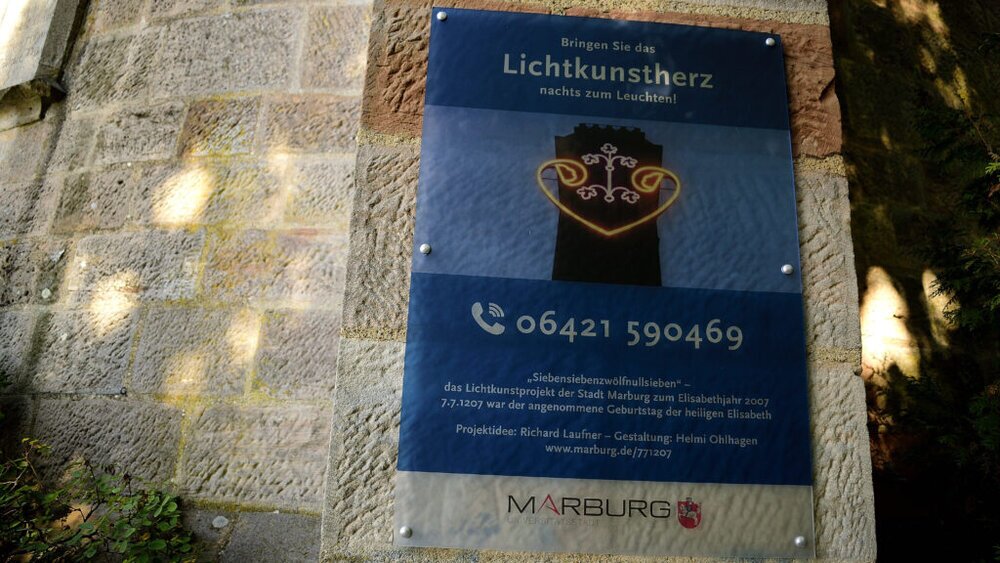 Bringen Sie das
Lichtkunstherz
nachts zum Leuchten!
06421 590469
„Siebensiebenzwölfnullsieben“ –
das Lichtkunstprojekt der Stadt Marburg zum Elisabethjahr 2007
7.7.1207 war der angenommene Geburtstag der heiligen Elisabeth
Projektidee: Richard Laufner – Gestaltung: Helmi Ohlhagen
www.marburg.de/771207
MARBURG
UNIVERSITÄTSSTADT